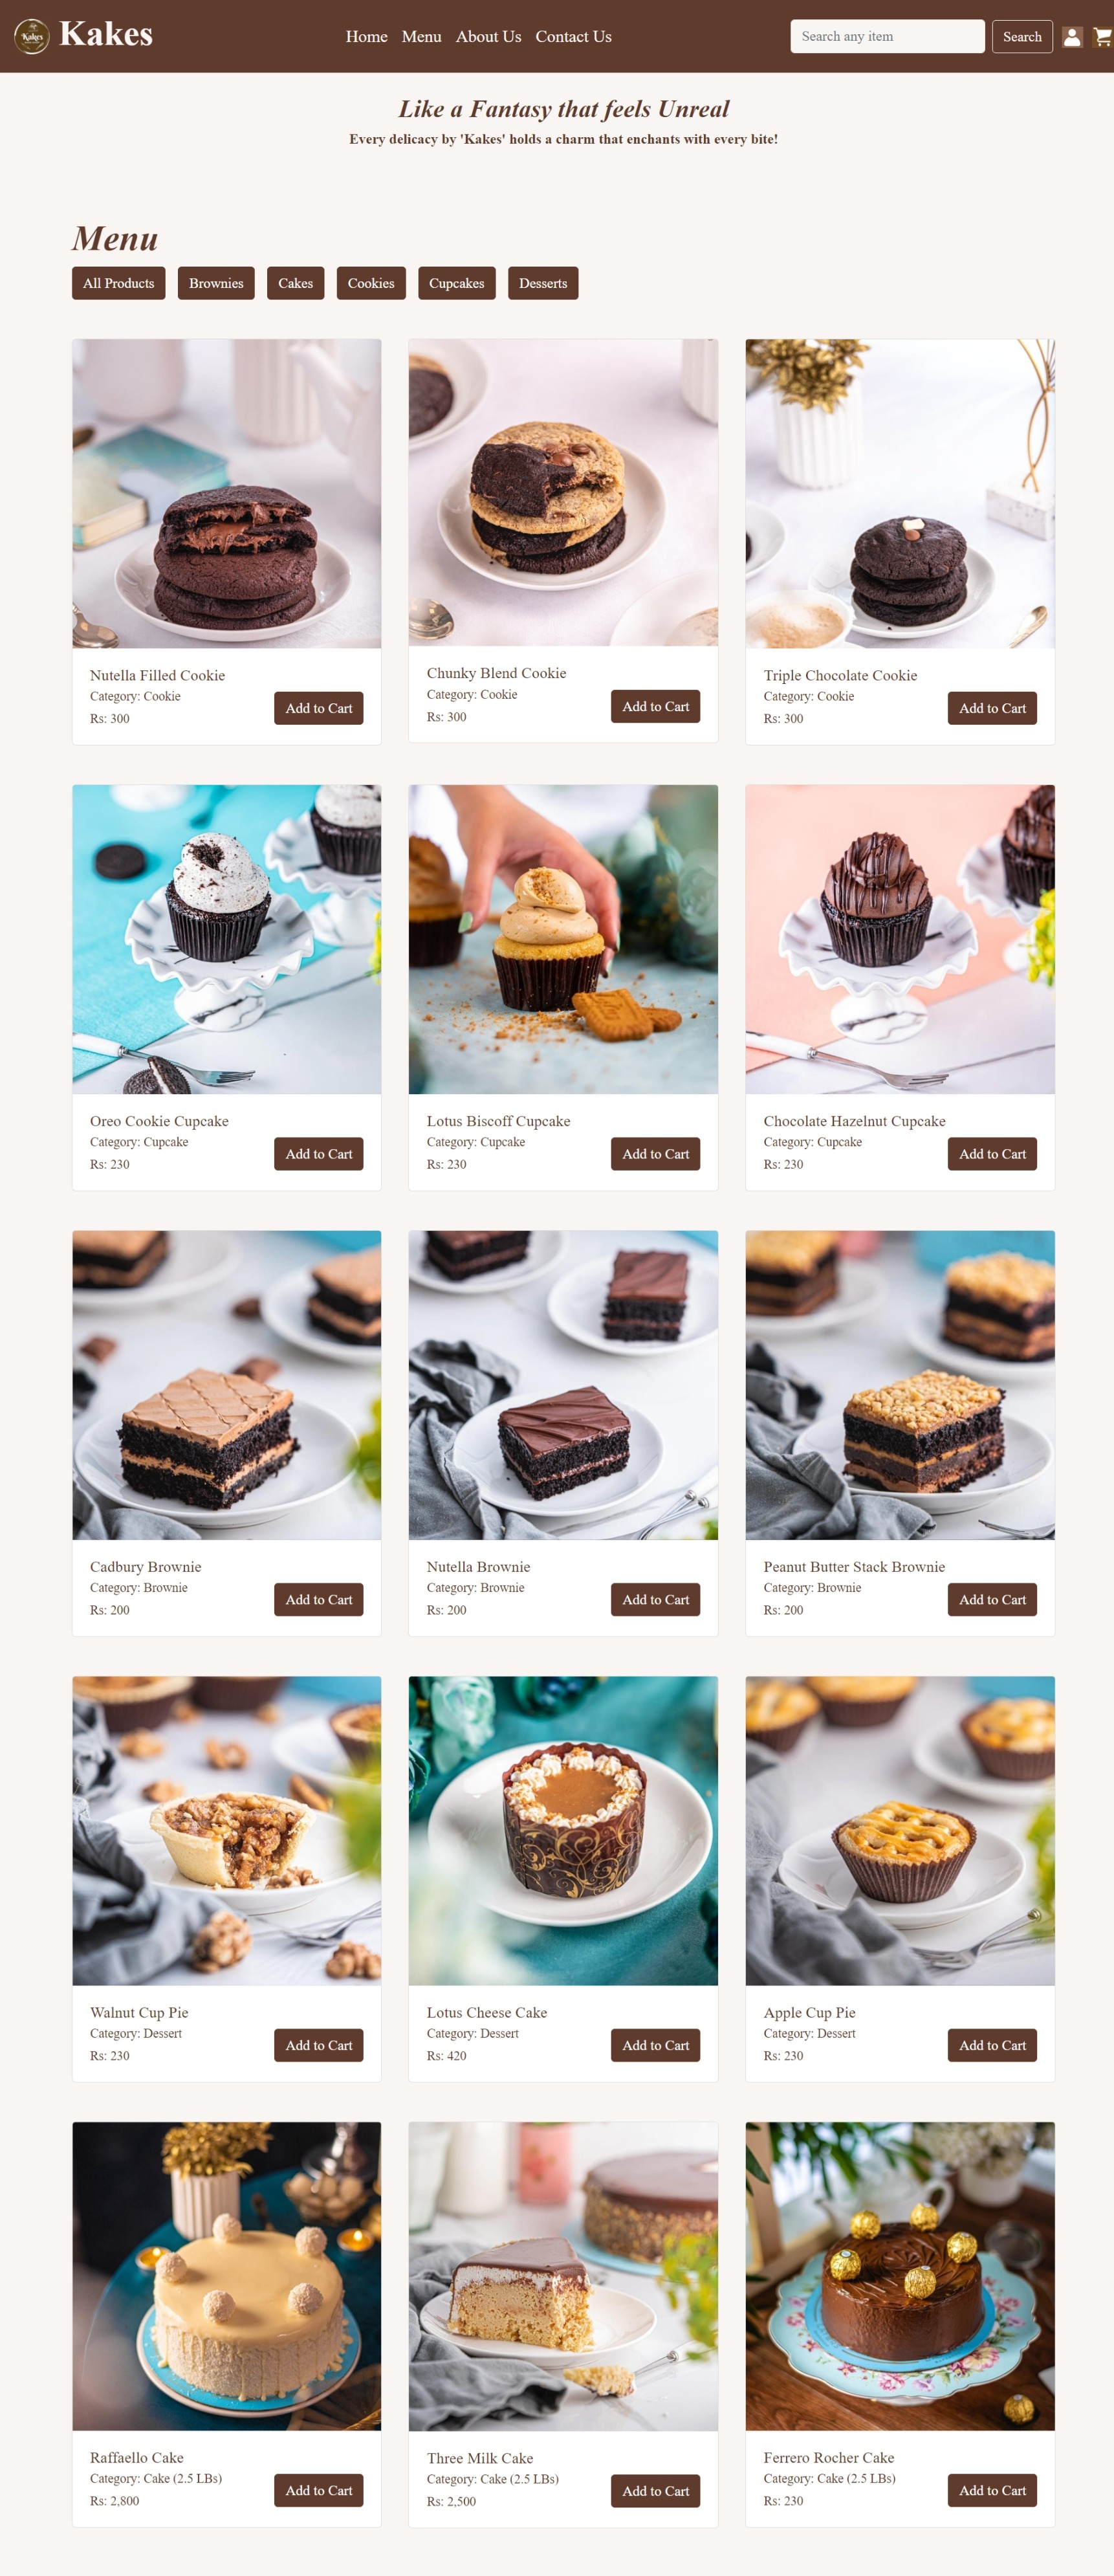 Kakes
Kakes
Home Menu About Us Contact Us
Search any item
Search
Like a Fantasy that feels Unreal
Every delicacy by 'Kakes' holds a charm that enchants with every bite!
Menu
All Products Brownies Cakes Cookies Cupcakes Desserts
Nutella Filled Cookie
Category: Cookie
Rs: 300
Add to Cart
Chunky Blend Cookie
Category: Cookie
Rs: 300
Add to Cart
Triple Chocolate Cookie
Category: Cookie
Rs: 300
Add to Cart
Oreo Cookie Cupcake
Category: Cupcake
Rs: 230
Add to Cart
Lotus Biscoff Cupcake
Category: Cupcake
Rs: 230
Add to Cart
Chocolate Hazelnut Cupcake
Category: Cupcake
Rs: 230
Add to Cart
Cadbury Brownie
Category: Brownie
Rs: 200
Add to Cart
Nutella Brownie
Category: Brownie
Rs: 200
Add to Cart
Peanut Butter Stack Brownie
Category: Brownie
Rs: 200
Add to Cart
Walnut Cup Pie
Category: Dessert
Rs: 230
Add to Cart
Lotus Cheese Cake
Category: Dessert
Rs: 420
Add to Cart
Apple Cup Pie
Category: Dessert
Rs: 230
Add to Cart
Raffaello Cake
Category: Cake (2.5 LBs)
Rs: 2,800
Add to Cart
Three Milk Cake
Category: Cake (2.5 LBs)
Rs: 2,500
Add to Cart
Ferrero Rocher Cake
Category: Cake (2.5 LBs)
Rs: 230
Add to Cart